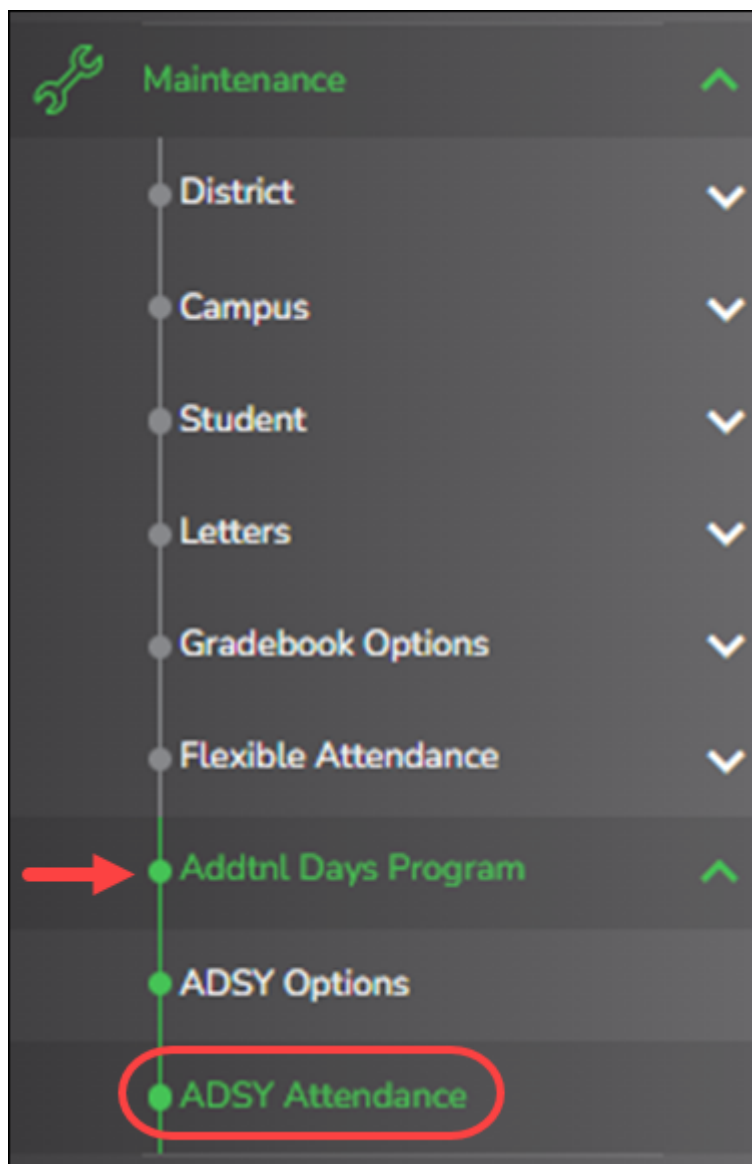 Maintenance
District
Campus
Student
Letters
Gradebook Options
Flexible Attendance
Addtnl Days Program
ADSY Options
ADSY Attendance